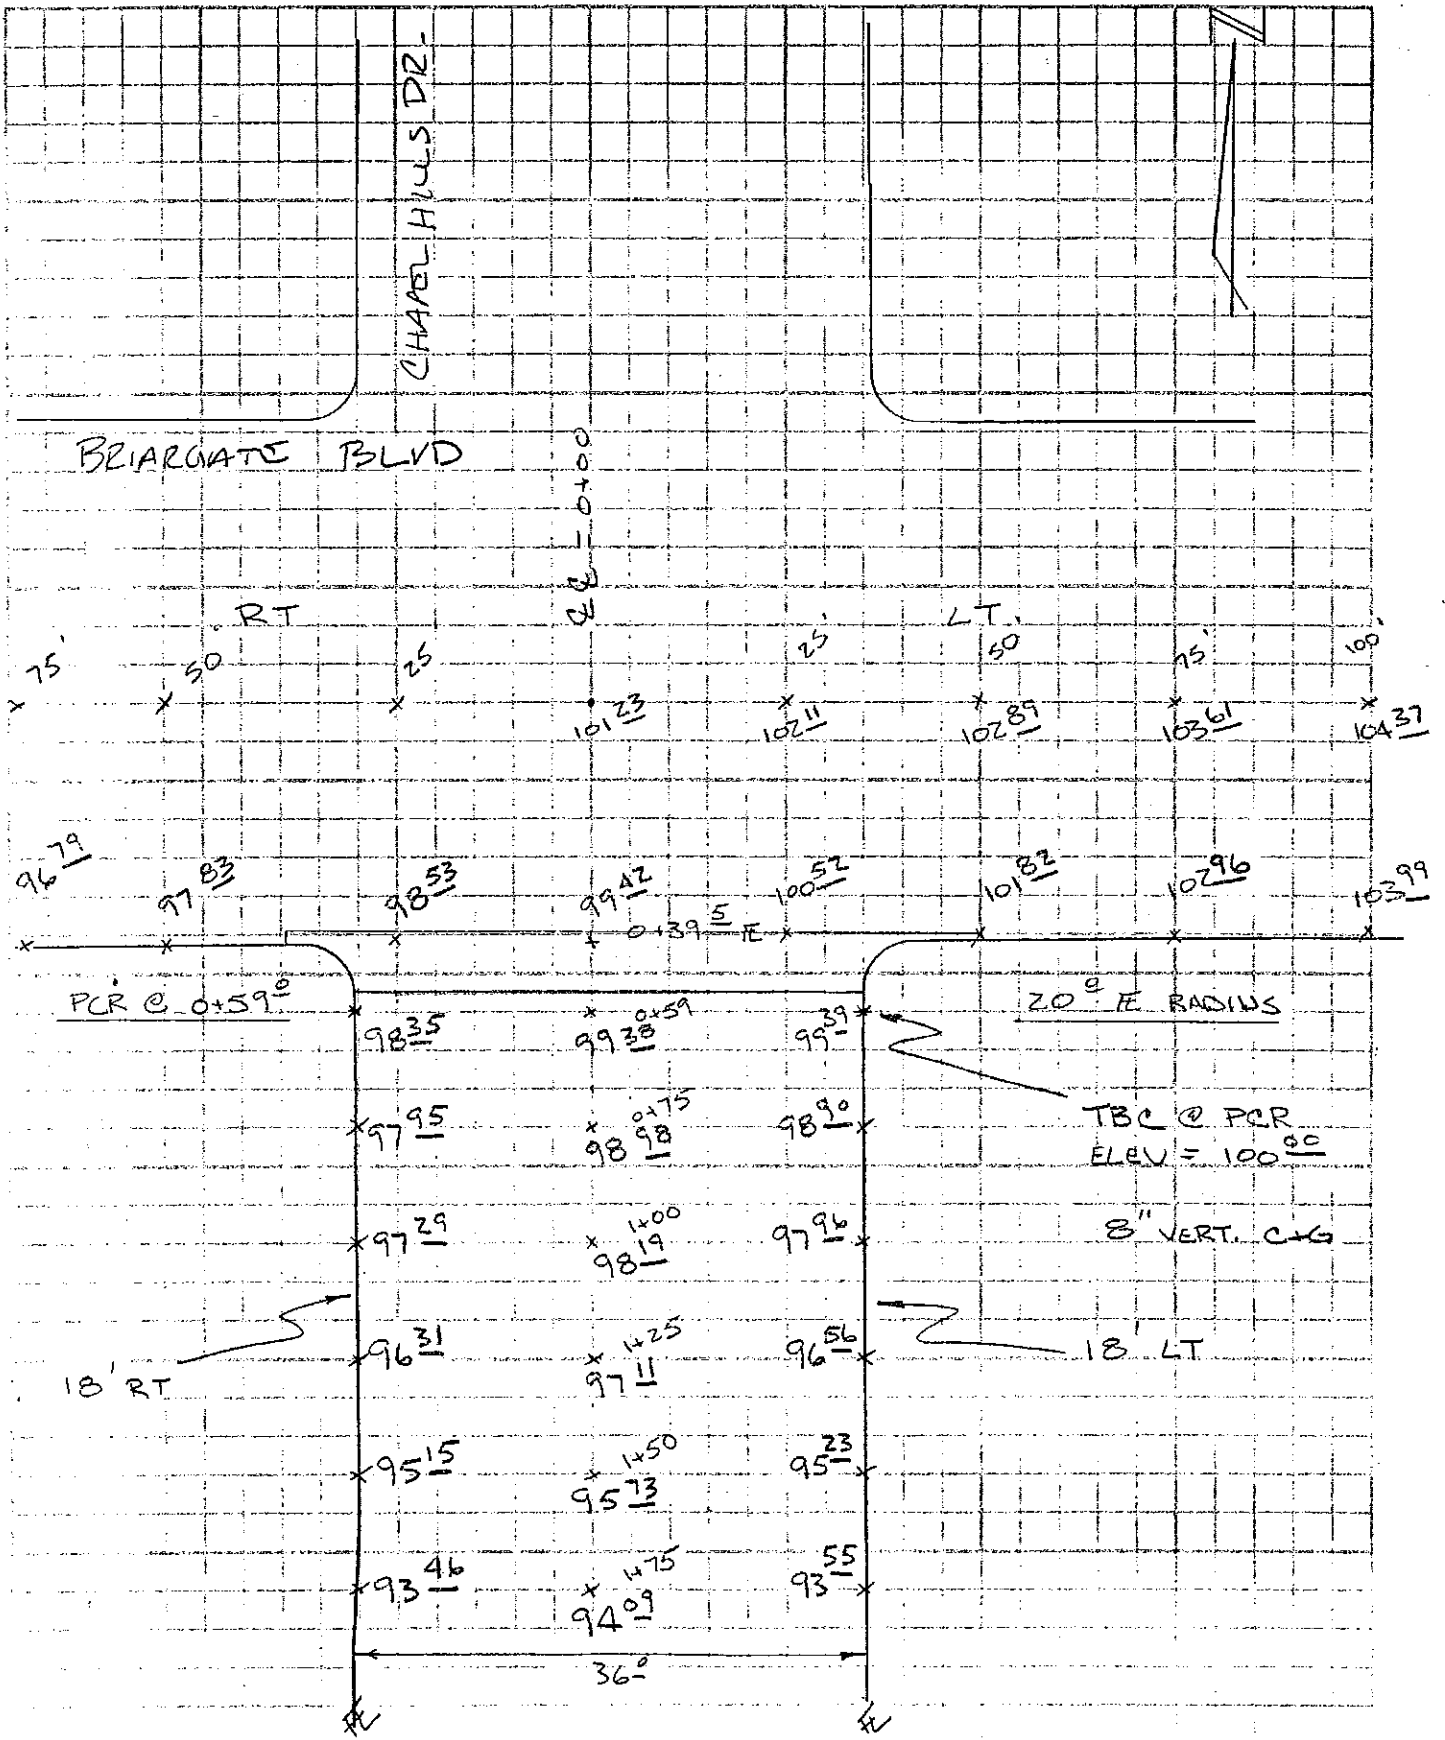 CHAPEL HILLS DR.
BRIARGATE BLVD
℄ ℄ = 0+00
RT
LT.
75' 50 25 25' 50 75' 100'
101 23 102 11 102 89 103 61 104 37
96 79 97 83 98 53 99 42 100 52 101 82 102 96 103 99
0+39 5 FL
PCR @ 0+59 0
20 0 FL RADIUS
0+59
98 35 99 38 99 39
TBC @ PCR
ELEV = 100 00
0+75
97 95 98 98 98 90
8" VERT. C+G
1+00
97 29 98 19 97 96
1+25
96 31 97 11 96 56
18' RT
18' LT
1+50
95 15 95 73 95 23
1+75
93 46 94 09 93 55
36 0
FL FL